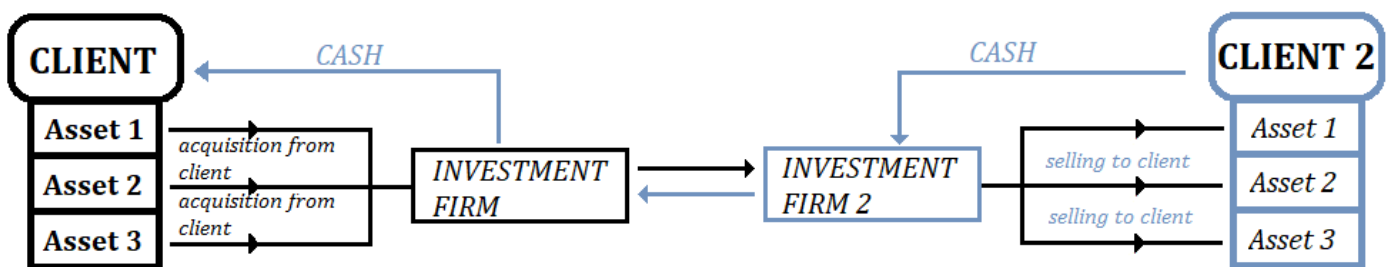 CLIENT
CASH
CASH
CLIENT 2
Asset 1
acquisition from
client
Asset 2
acquisition from
client
Asset 3
INVESTMENT
FIRM
INVESTMENT
FIRM 2
selling to client
selling to client
Asset 1
Asset 2
Asset 3